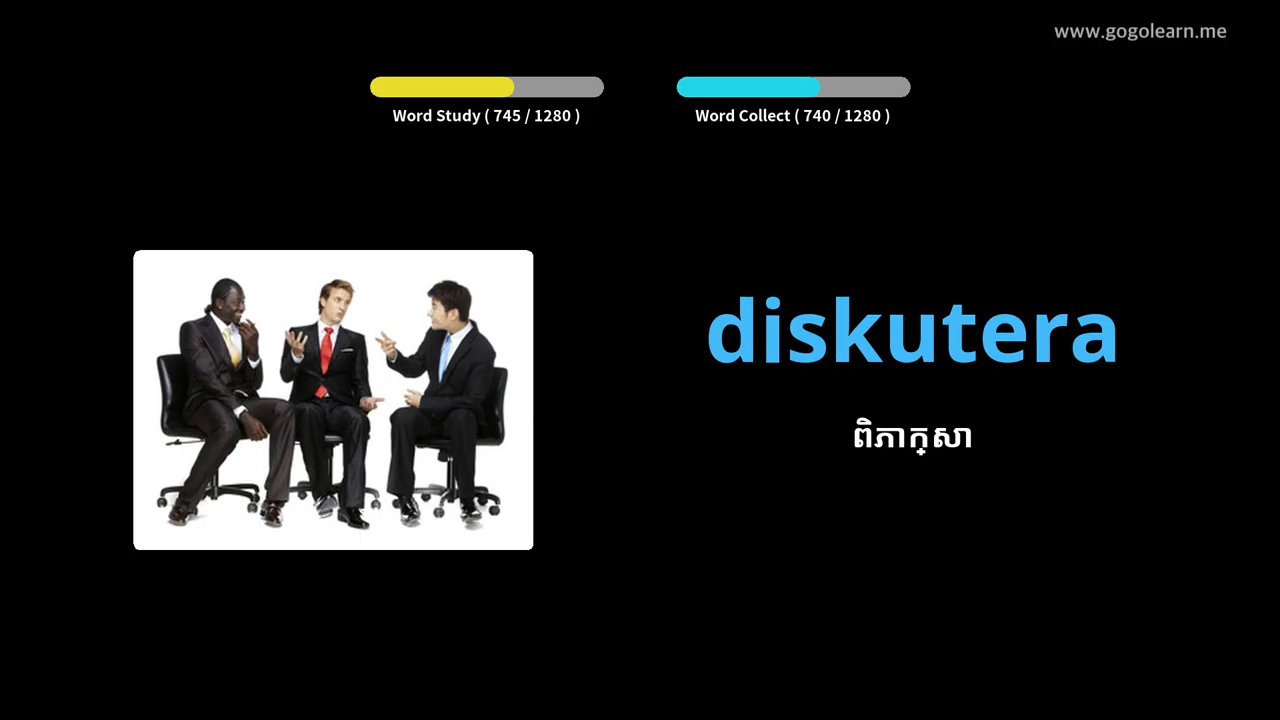 www.gogolearn.me
Word Study ( 745 / 1280 )
Word Collect ( 740 / 1280 )
diskutera
ពិភាក្សា